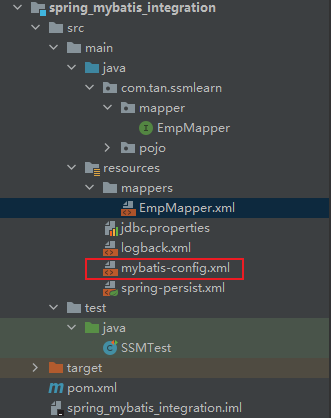 spring_mybatis_integration
src
main
java
com.tan.ssmlearn
mapper
EmpMapper
pojo
resources
mappers
EmpMapper.xml
jdbc.properties
logback.xml
mybatis-config.xml
spring-persist.xml
test
java
SSMTest
target
pom.xml
spring_mybatis_integration.iml